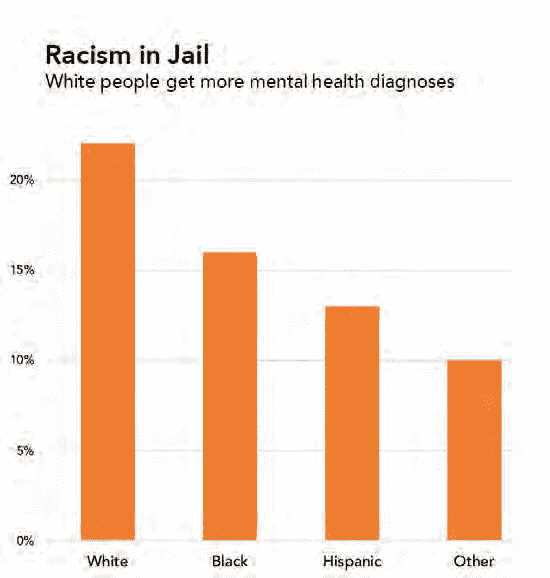 Racism in Jail
White people get more mental health diagnoses
20%
15%
10%
5%
0%
White Black Hispanic Other